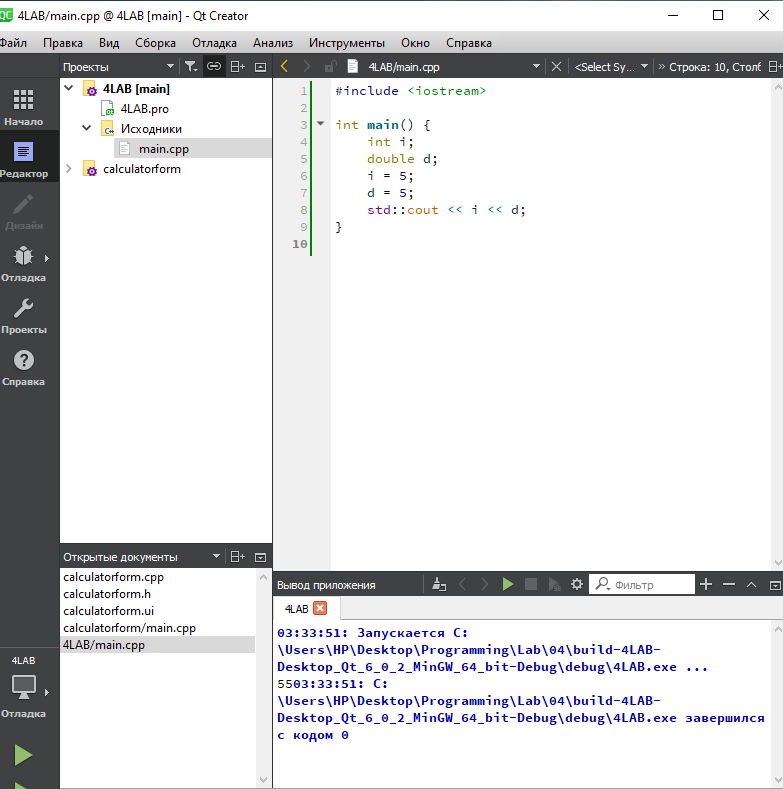 QC 4LAB/main.cpp @ 4LAB [main] - Qt Creator
Файл Правка Вид Сборка Отладка Анализ Инструменты Окно Справка
Проекты
4LAB/main.cpp
<Select Sy...
» Строка: 10, Столб
Начало
Редактор
Дизайн
Отладка
Проекты
Справка
4LAB [main]
4LAB.pro
Исходники
main.cpp
calculatorform
1 #include <iostream>
2
3 int main() {
4 int i;
5 double d;
6 i = 5;
7 d = 5;
8 std::cout << i << d;
9 }
10
Открытые документы
calculatorform.cpp
calculatorform.h
calculatorform.ui
calculatorform/main.cpp
4LAB/main.cpp
4LAB
Отладка
Вывод приложения
Фильтр
4LAB
03:33:51: Запускается C:
\Users\HP\Desktop\Programming\Lab\04\build-4LAB-
Desktop_Qt_6_0_2_MinGW_64_bit-Debug\debug\4LAB.exe ...
5503:33:51: C:
\Users\HP\Desktop\Programming\Lab\04\build-4LAB-
Desktop_Qt_6_0_2_MinGW_64_bit-Debug\debug\4LAB.exe завершился
с кодом 0